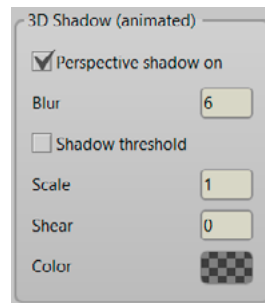 3D Shadow (animated)
Perspective shadow on
Blur 6
Shadow threshold
Scale 1
Shear 0
Color